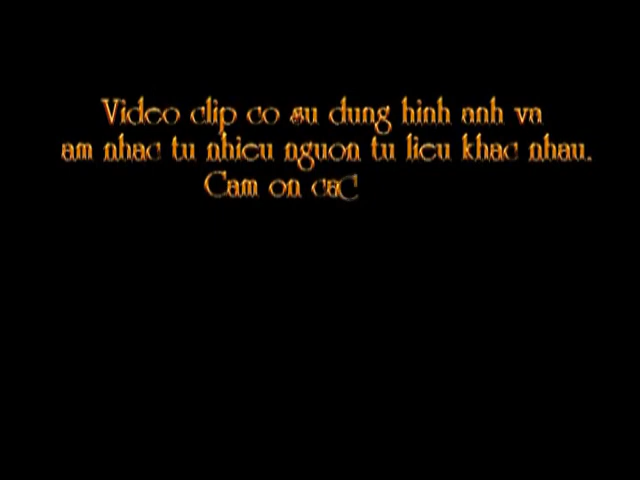 Video clip co su dung hinh anh va
am nhac tu nhieu nguon tu lieu khac nhau.
Cam on cac